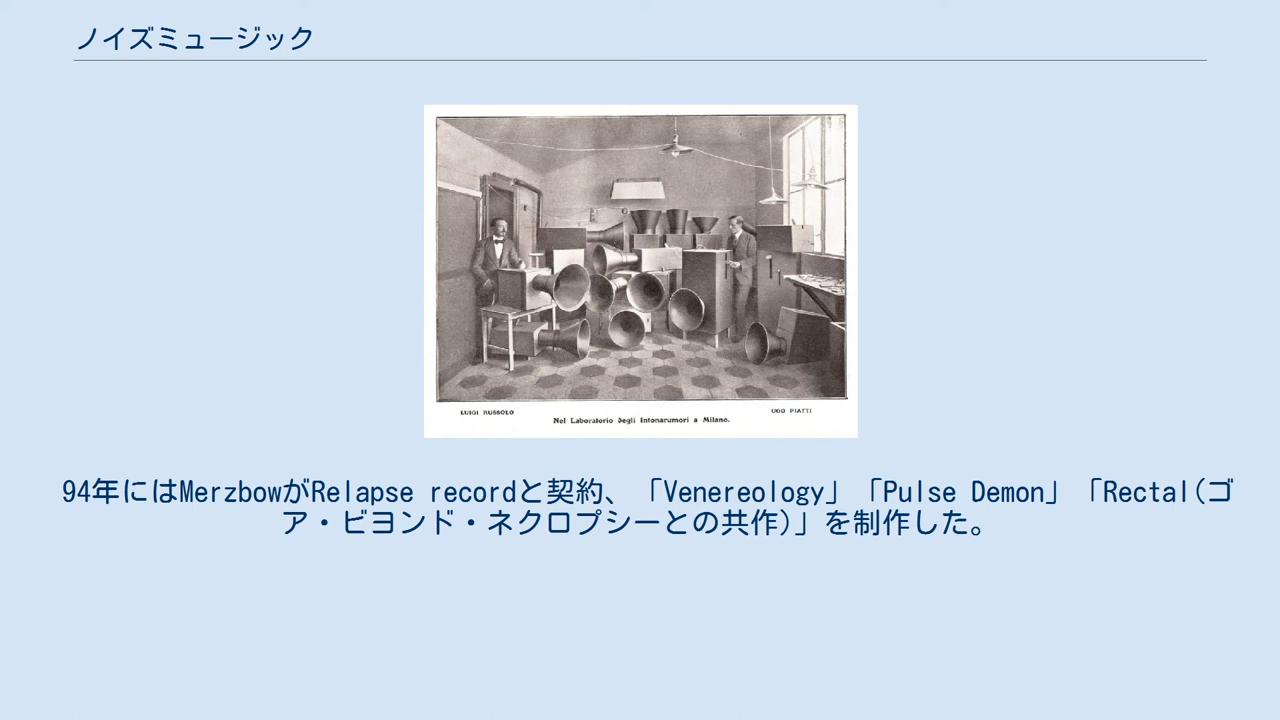 ノイズミュージック
LUIGI RUSSOLO
UGO PIATTI
Nel Laboratorio degli Intonarumori a Milano.
94年にはMerzbowがRelapse recordと契約、「Venereology」「Pulse Demon」「Rectal(ゴ
ア・ビヨンド・ネクロプシーとの共作)」を制作した。